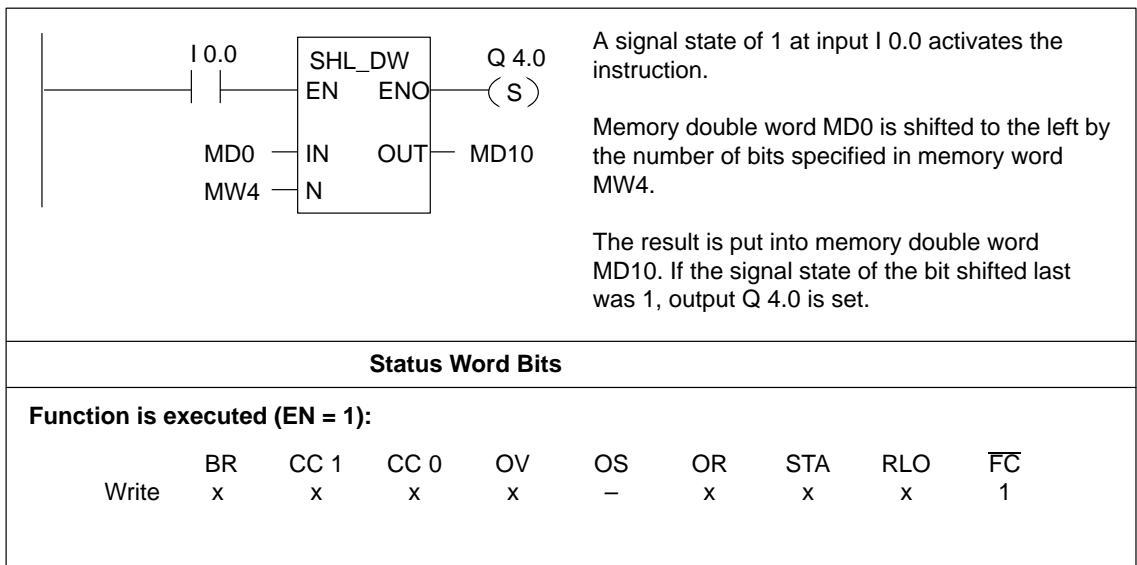 I 0.0
SHL_DW
Q 4.0
EN ENO
( S )
MD0
IN OUT
MD10
MW4
N
A signal state of 1 at input I 0.0 activates the
instruction.
Memory double word MD0 is shifted to the left by
the number of bits specified in memory word
MW4.
The result is put into memory double word
MD10. If the signal state of the bit shifted last
was 1, output Q 4.0 is set.
Status Word Bits
Function is executed (EN = 1):
BR CC 1 CC 0 OV OS OR STA RLO F̅C̅
Write x x x x – x x x 1